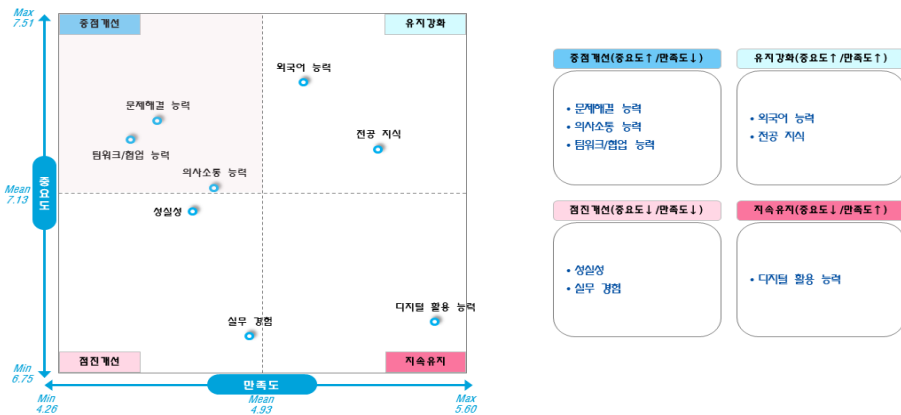 Max
7.51
중점개선
유지강화
외국어 능력
문제해결 능력
전공 지식
팀워크/협업 능력
의사소통 능력
Mean
7.13
중요도
성실성
디지털 활용 능력
실무 경험
Min
6.75
점진개선
지속유지
만족도
Min
4.26
Mean
4.93
Max
5.60
중점개선(중요도↑/만족도↓)
• 문제해결 능력
• 의사소통 능력
• 팀워크/협업 능력
유지강화(중요도↑/만족도↑)
• 외국어 능력
• 전공 지식
점진개선(중요도↓/만족도↓)
• 성실성
• 실무 경험
지속유지(중요도↓/만족도↑)
• 디지털 활용 능력